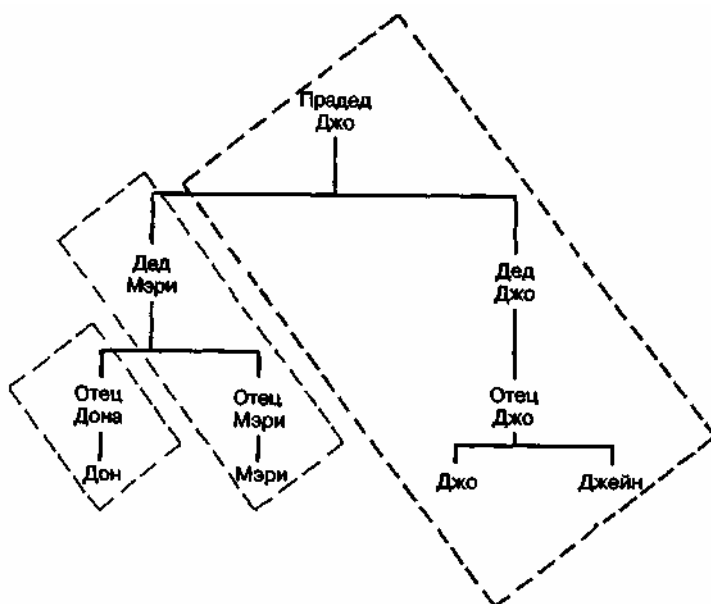 Прадед
Джо
Дед
Мэри
Дед
Джо
Отец
Дона
Отец
Мэри
Отец
Джо
Дон
Мэри
Джо
Джейн